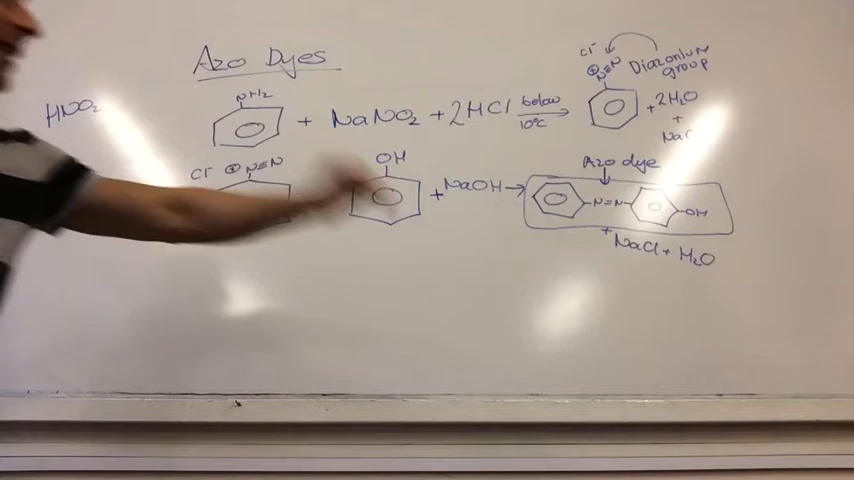 Azo Dyes
HNO₂
NH₂ + NaNO₂ + 2HCl below 10°C → Cl⁻ ⊕N≡N Diazonium group + 2H₂O + NaC
Cl⁻ ⊕N≡N OH + NaOH → Azo dye -N=N- -OH
+ NaCl + H₂O